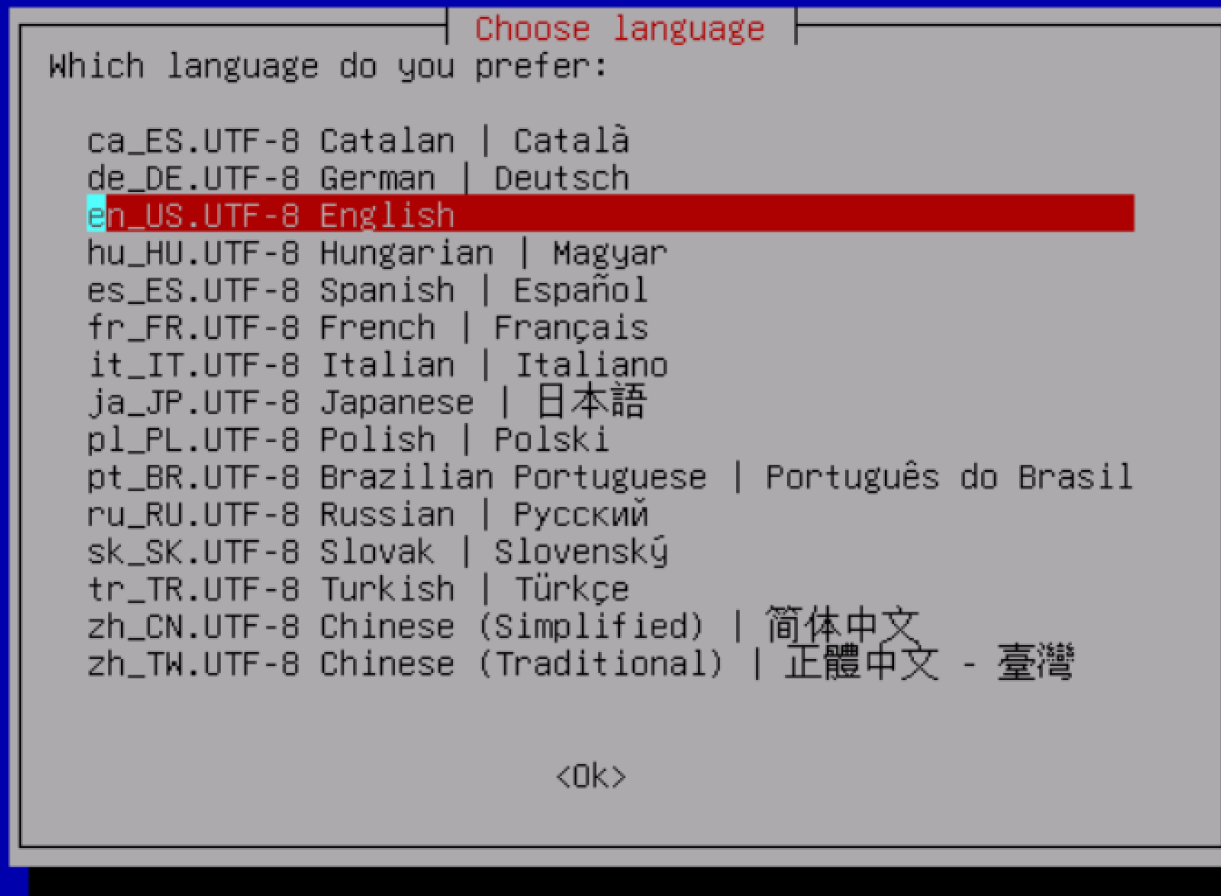 Choose language
Which language do you prefer:
ca_ES.UTF-8 Catalan | Català
de_DE.UTF-8 German | Deutsch
en_US.UTF-8 English
hu_HU.UTF-8 Hungarian | Magyar
es_ES.UTF-8 Spanish | Español
fr_FR.UTF-8 French | Français
it_IT.UTF-8 Italian | Italiano
ja_JP.UTF-8 Japanese | 日本語
pl_PL.UTF-8 Polish | Polski
pt_BR.UTF-8 Brazilian Portuguese | Português do Brasil
ru_RU.UTF-8 Russian | Русский
sk_SK.UTF-8 Slovak | Slovenský
tr_TR.UTF-8 Turkish | Türkçe
zh_CN.UTF-8 Chinese (Simplified) | 简体中文
zh_TW.UTF-8 Chinese (Traditional) | 正體中文 - 臺灣
<Ok>